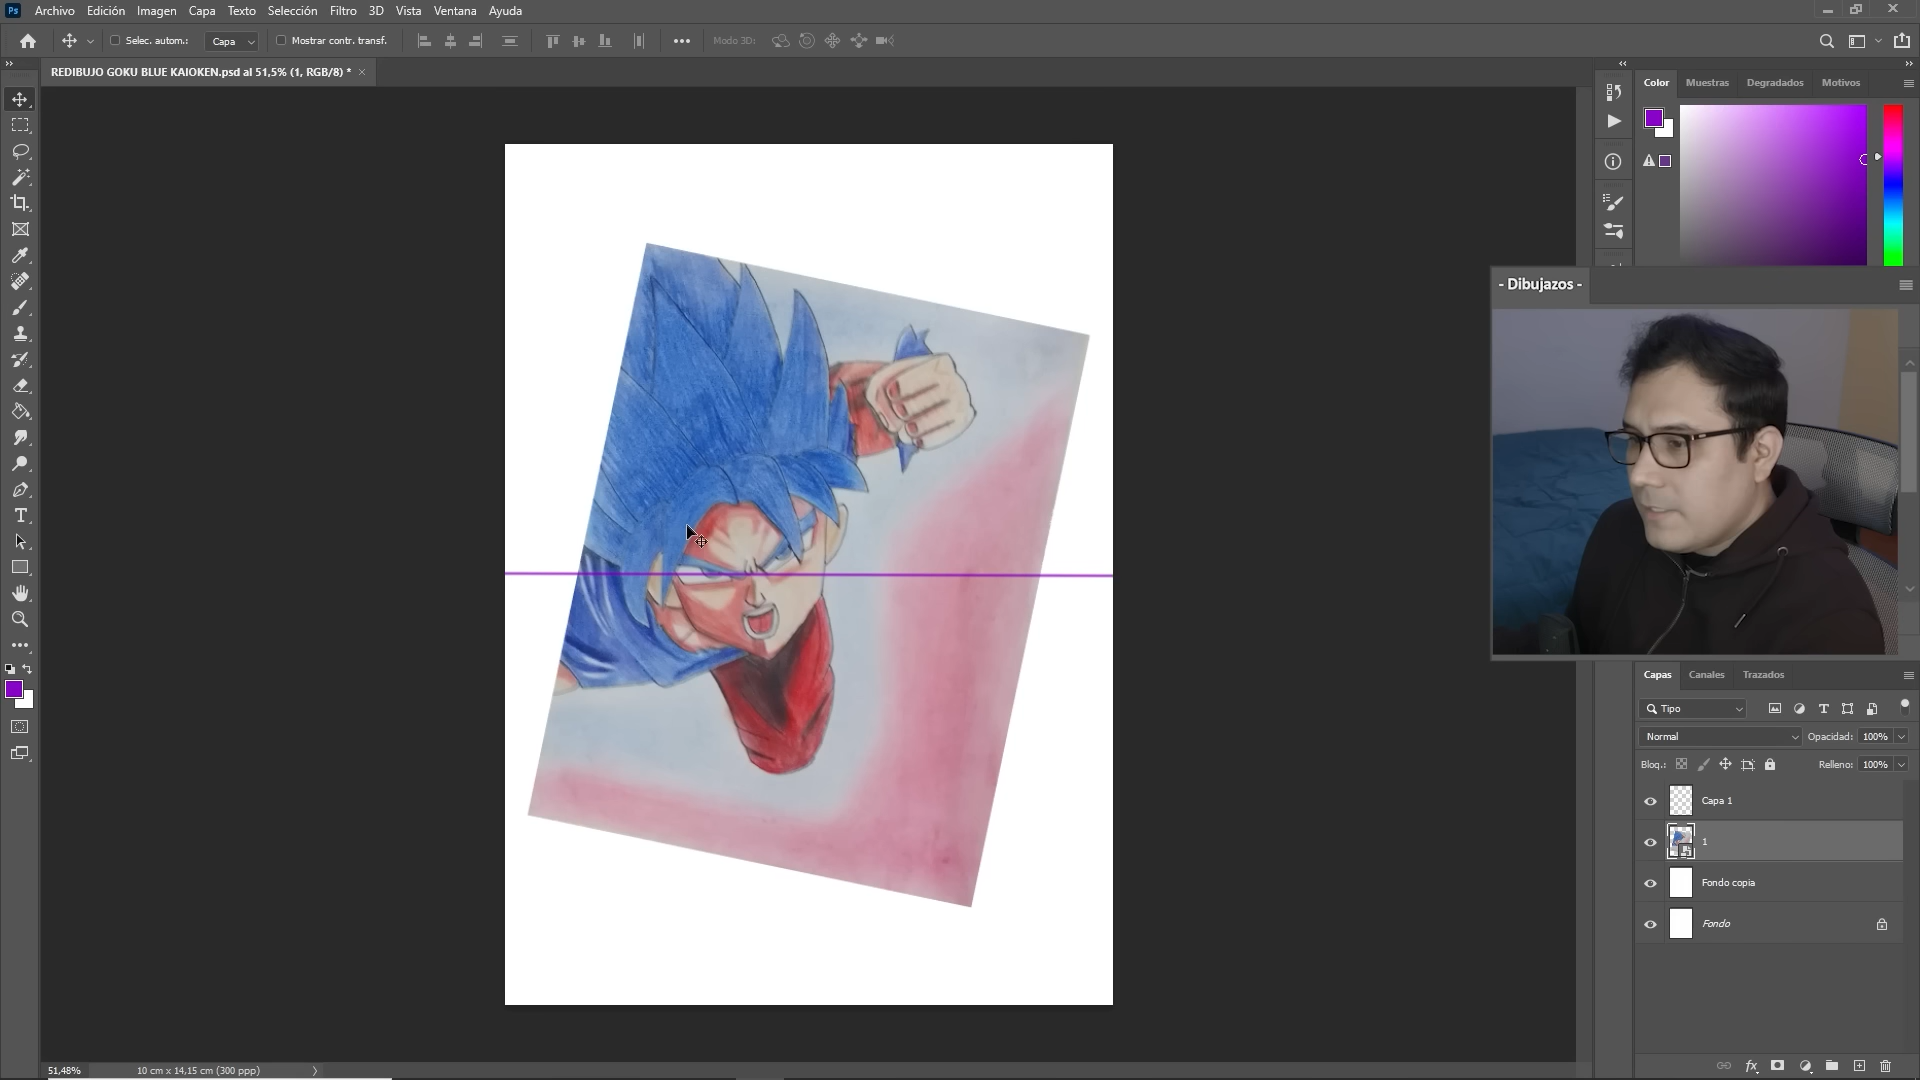 Ps Archivo Edición Imagen Capa Texto Selección Filtro 3D Vista Ventana Ayuda
Selec. autom.: Capa Mostrar contr. transf. Modo 3D:
REDIBUJO GOKU BLUE KAIOKEN.psd al 51,5% (1, RGB/8) *
Color Muestras Degradados Motivos
- Dibujazos -
Capas Canales Trazados
Tipo
Normal Opacidad: 100%
Bloq.: Relleno: 100%
Capa 1
1
Fondo copia
Fondo
51,48% 10 cm x 14,15 cm (300 ppp)